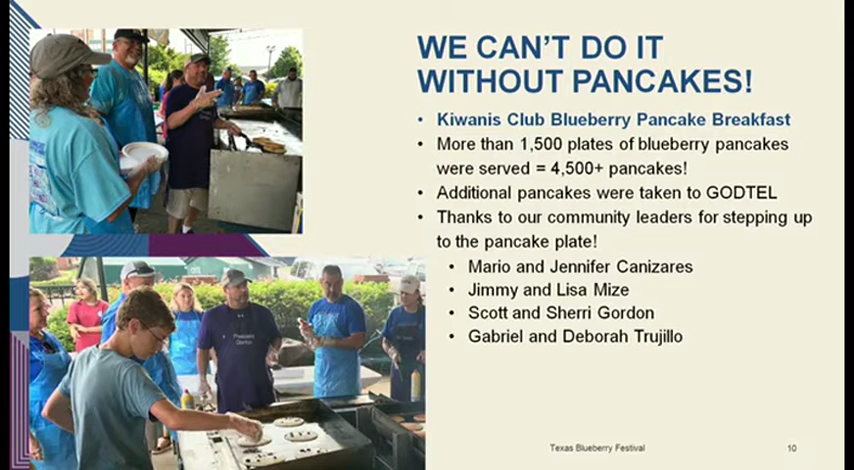 WE CAN'T DO IT
WITHOUT PANCAKES!
• Kiwanis Club Blueberry Pancake Breakfast
• More than 1,500 plates of blueberry pancakes
were served = 4,500+ pancakes!
• Additional pancakes were taken to GODTEL
• Thanks to our community leaders for stepping up
to the pancake plate!
• Mario and Jennifer Canizares
• Jimmy and Lisa Mize
• Scott and Sherri Gordon
• Gabriel and Deborah Trujillo
Texas Blueberry Festival
10